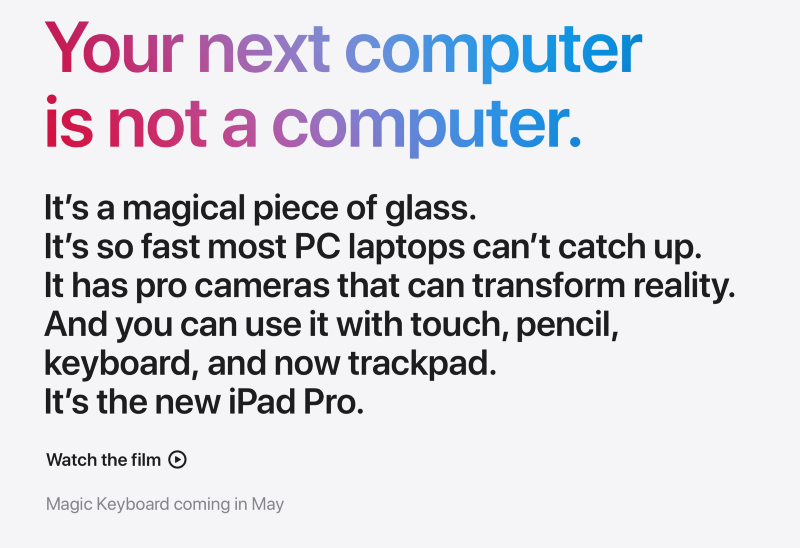 Your next computer
is not a computer.
It’s a magical piece of glass.
It’s so fast most PC laptops can’t catch up.
It has pro cameras that can transform reality.
And you can use it with touch, pencil,
keyboard, and now trackpad.
It’s the new iPad Pro.
Watch the film
Magic Keyboard coming in May